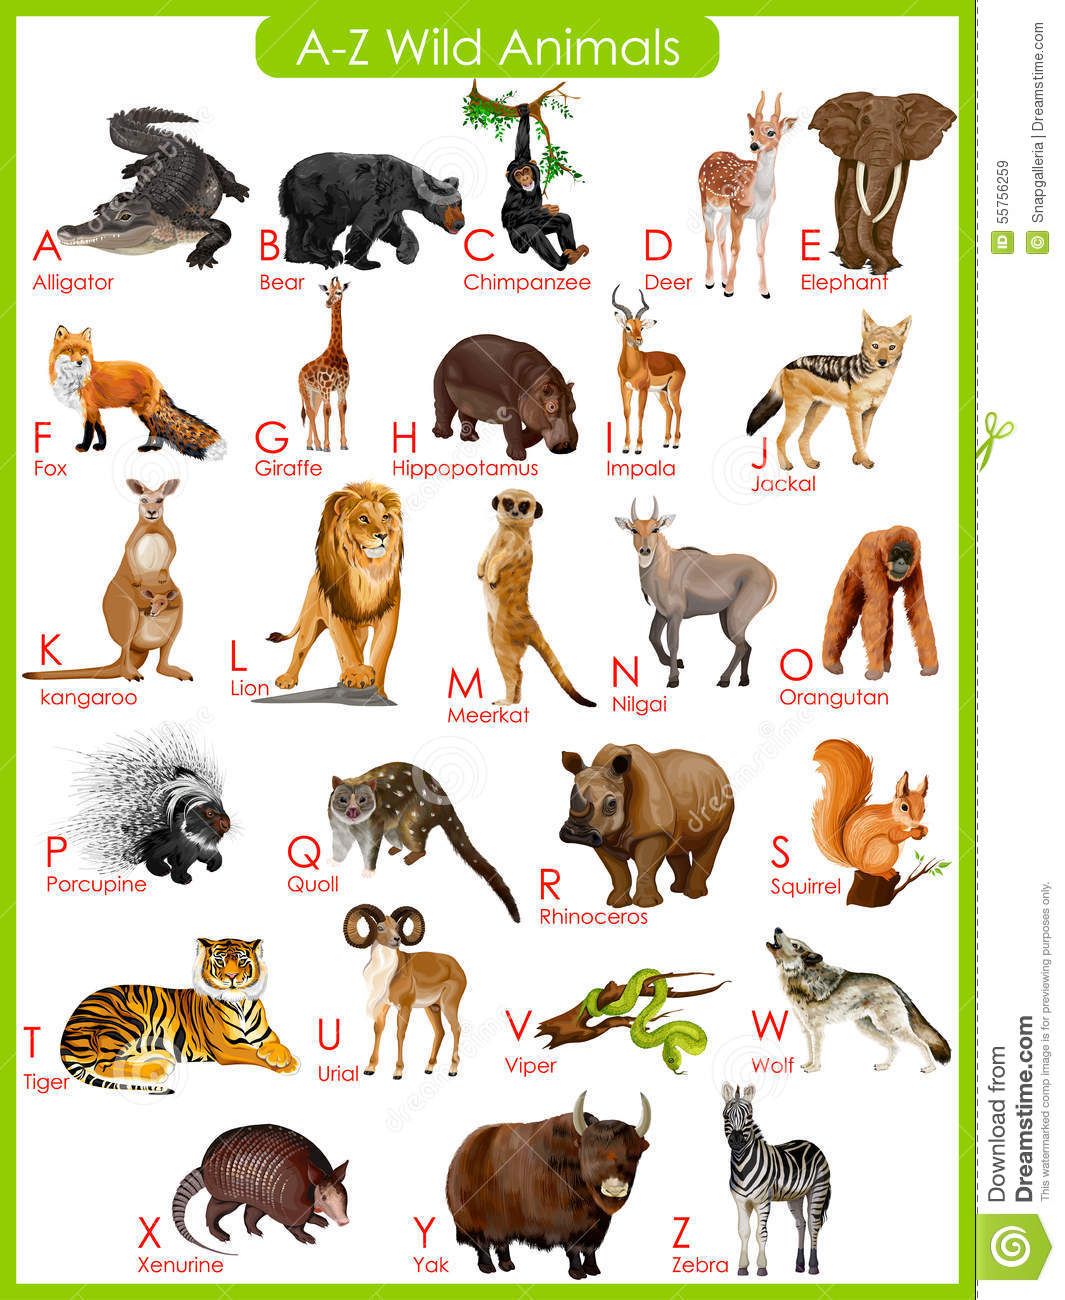 A-Z Wild Animals
A
Alligator
B
Bear
C
Chimpanzee
D
Deer
E
Elephant
F
Fox
G
Giraffe
H
Hippopotamus
I
Impala
J
Jackal
K
kangaroo
L
Lion
M
Meerkat
N
Nilgai
O
Orangutan
P
Porcupine
Q
Quoll
R
Rhinoceros
S
Squirrel
T
Tiger
U
Urial
V
Viper
W
Wolf
X
Xenurine
Y
Yak
Z
Zebra
ID 55756259
© Snapgalleria | Dreamstime.com
Download from
Dreamstime.com
This watermarked comp image is for previewing purposes only.
dreamstime